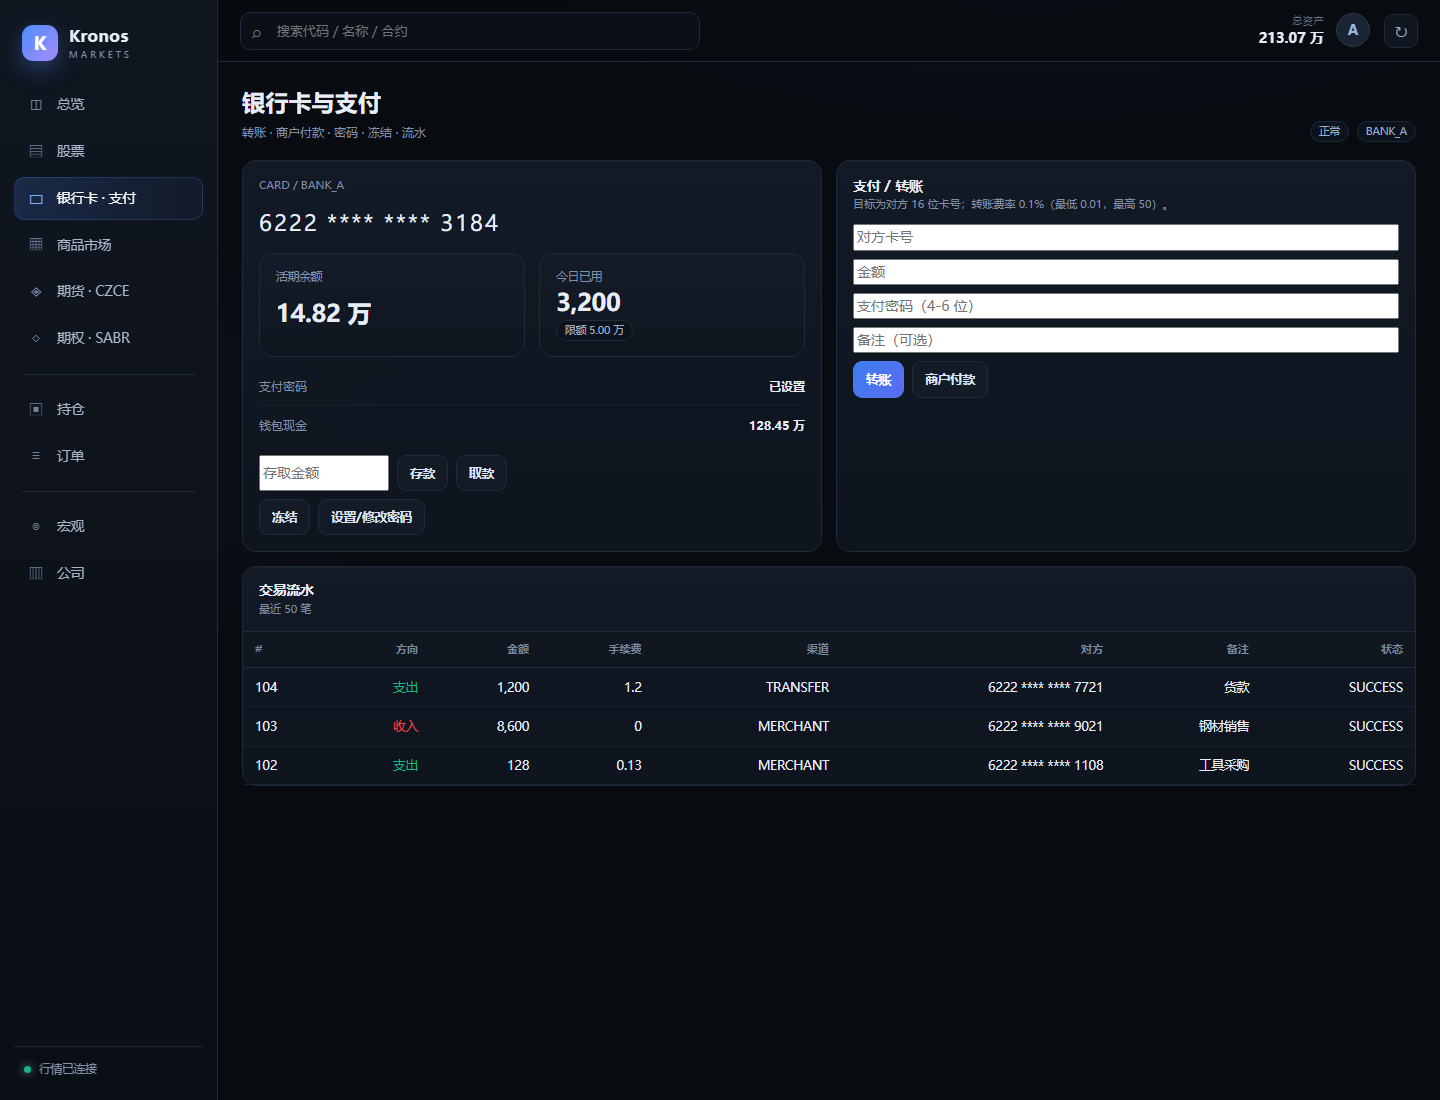 K
Kronos
MARKETS
总览
股票
银行卡 · 支付
商品市场
期货 · CZCE
期权 · SABR
持仓
订单
宏观
公司
行情已连接
搜索代码 / 名称 / 合约
总资产
213.07 万
A
银行卡与支付
转账 · 商户付款 · 密码 · 冻结 · 流水
正常
BANK_A
CARD / BANK_A
6222 **** **** 3184
活期余额
14.82 万
今日已用
3,200
限额 5.00 万
支付密码 已设置
钱包现金 128.45 万
存取金额 存款 取款
冻结 设置/修改密码
支付 / 转账
目标为对方 16 位卡号；转账费率 0.1%（最低 0.01，最高 50）。
对方卡号
金额
支付密码（4-6 位）
备注（可选）
转账 商户付款
交易流水
最近 50 笔
# 方向 金额 手续费 渠道 对方 备注 状态
104 支出 1,200 1.2 TRANSFER 6222 **** **** 7721 货款 SUCCESS
103 收入 8,600 0 MERCHANT 6222 **** **** 9021 钢材销售 SUCCESS
102 支出 128 0.13 MERCHANT 6222 **** **** 1108 工具采购 SUCCESS